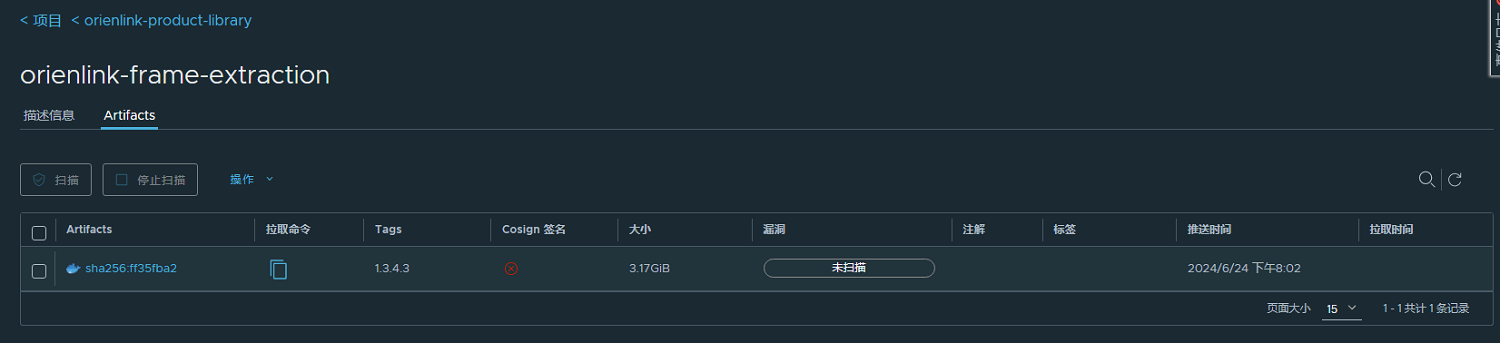 < 项目 < orienlink-product-library
orienlink-frame-extraction
描述信息 Artifacts
扫描 停止扫描 操作
Artifacts 拉取命令 Tags Cosign 签名 大小 漏洞 注解 标签 推送时间 拉取时间
sha256:ff35fba2 1.3.4.3 3.17GiB 未扫描 2024/6/24 下午8:02
页面大小 15 1 - 1 共计 1 条记录